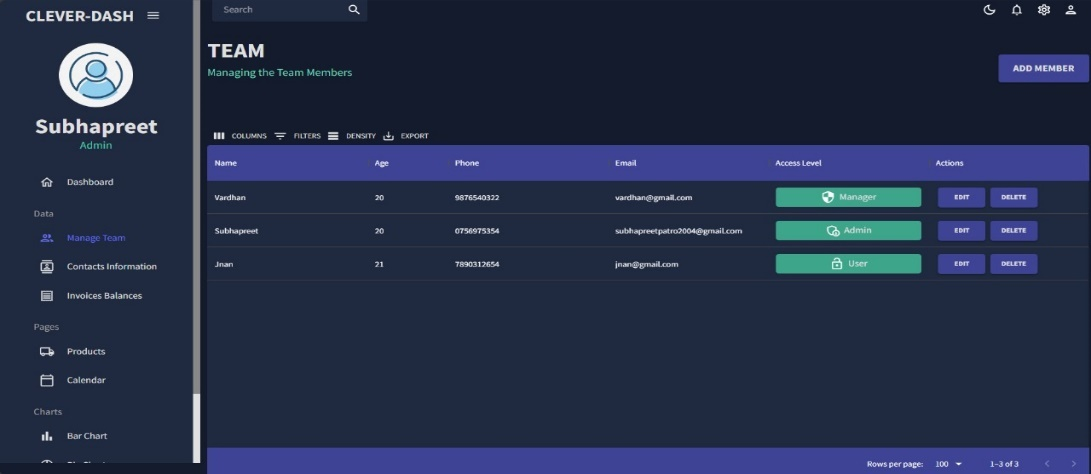 CLEVER-DASH
Subhapreet
Admin
Dashboard
Data
Manage Team
Contacts Information
Invoices Balances
Pages
Products
Calendar
Charts
Bar Chart
Search
TEAM
Managing the Team Members
ADD MEMBER
COLUMNS FILTERS DENSITY EXPORT
Name Age Phone Email Access Level Actions
Vardhan 20 9876540322 vardhan@gmail.com Manager EDIT DELETE
Subhapreet 20 0756975354 subhapreetpatro2004@gmail.com Admin EDIT DELETE
Jnan 21 7890312654 jnan@gmail.com User EDIT DELETE
Rows per page: 100 1–3 of 3